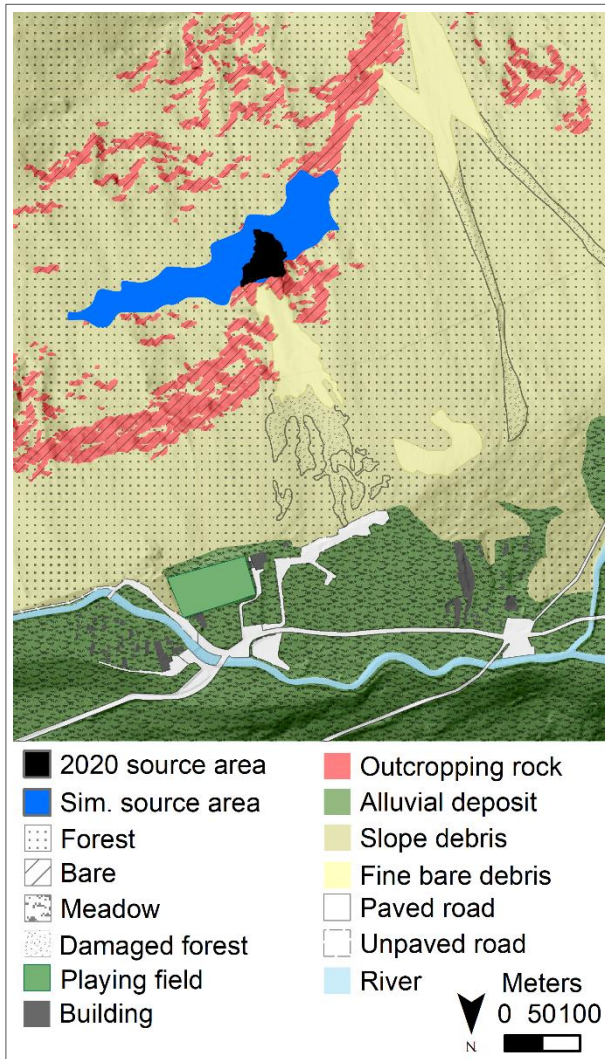 2020 source area
Sim. source area
Forest
Bare
Meadow
Damaged forest
Playing field
Building
Outcropping rock
Alluvial deposit
Slope debris
Fine bare debris
Paved road
Unpaved road
River
Meters
0 50100
N